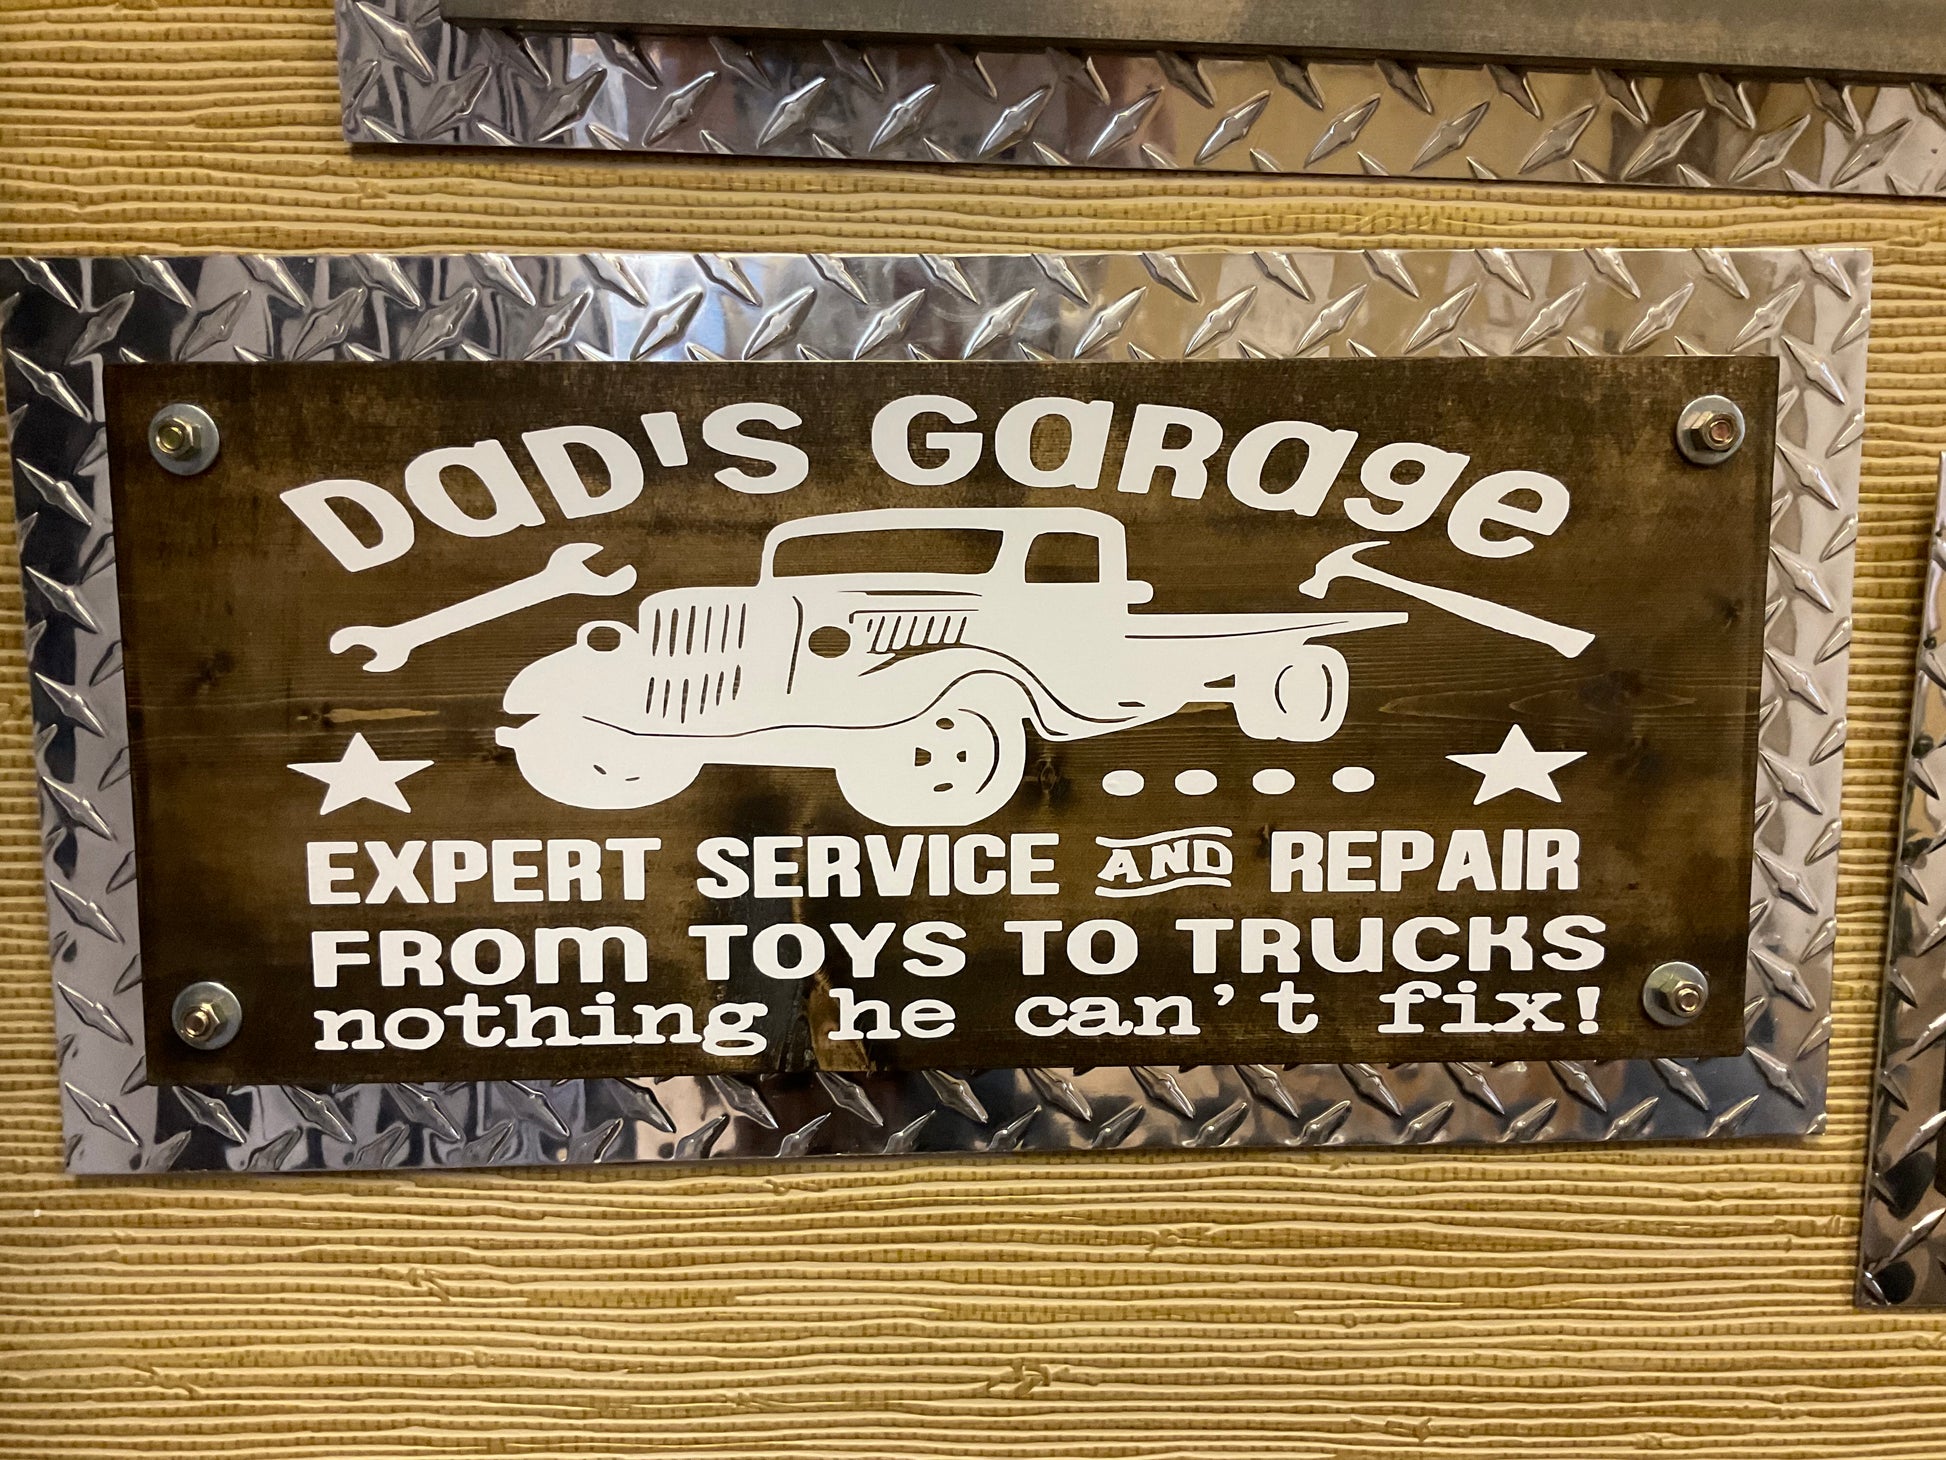 DaD'S GaRage
EXPERT SERVICE AND REPAIR
FROm TOYS TO TRuCKS
nothing he can't fix!